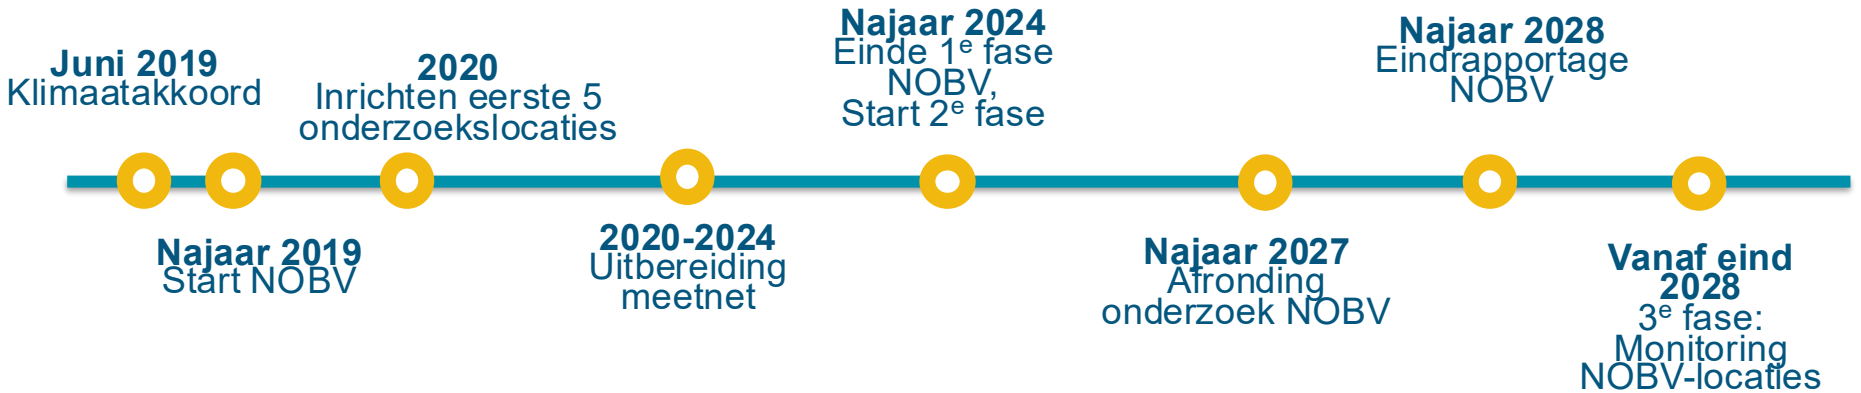 Juni 2019
Klimaatakkoord
Najaar 2019
Start NOBV
2020
Inrichten eerste 5
onderzoekslocaties
2020-2024
Uitbereiding
meetnet
Najaar 2024
Einde 1e fase
NOBV,
Start 2e fase
Najaar 2027
Afronding
onderzoek NOBV
Najaar 2028
Eindrapportage
NOBV
Vanaf eind
2028
3e fase:
Monitoring
NOBV-locaties